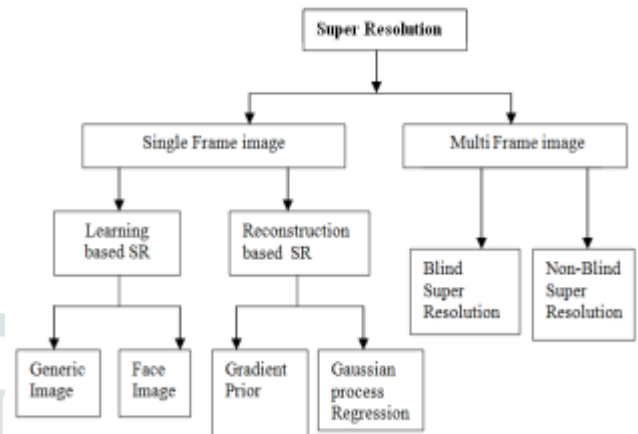 Super Resolution
Single Frame image
Multi Frame image
Learning
based SR
Reconstruction
based SR
Blind
Super
Resolution
Non-Blind
Super
Resolution
Generic
Image
Face
Image
Gradient
Prior
Gaussian
process
Regression